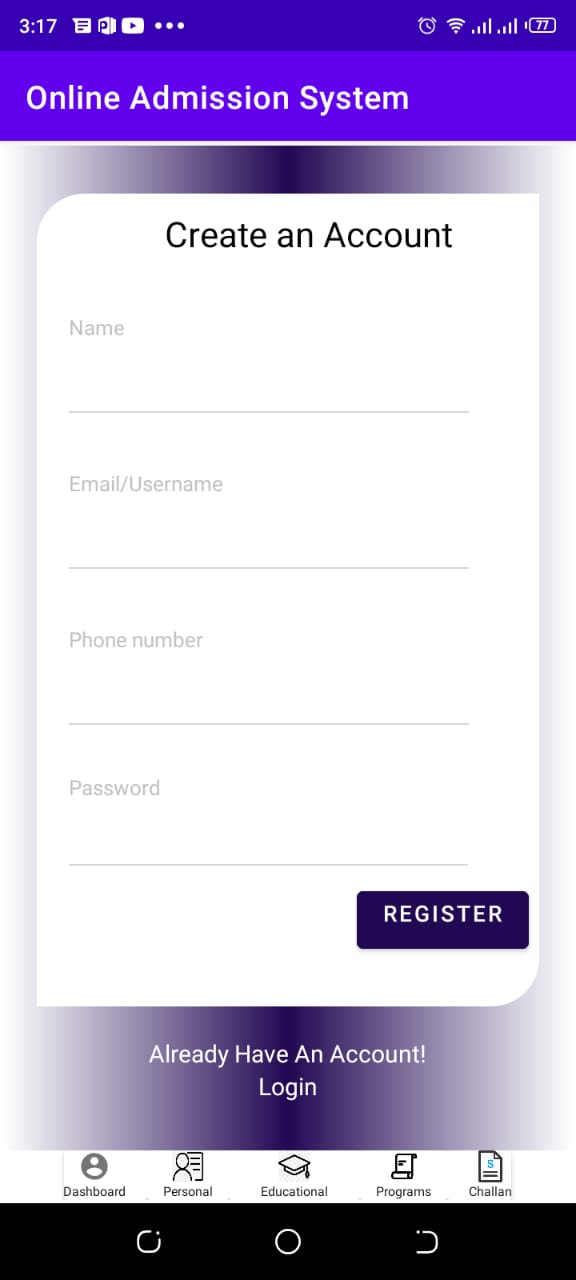 3:17 77
Online Admission System
Create an Account
Name
Email/Username
Phone number
Password
REGISTER
Already Have An Account!
Login
Dashboard Personal Educational Programs Challan